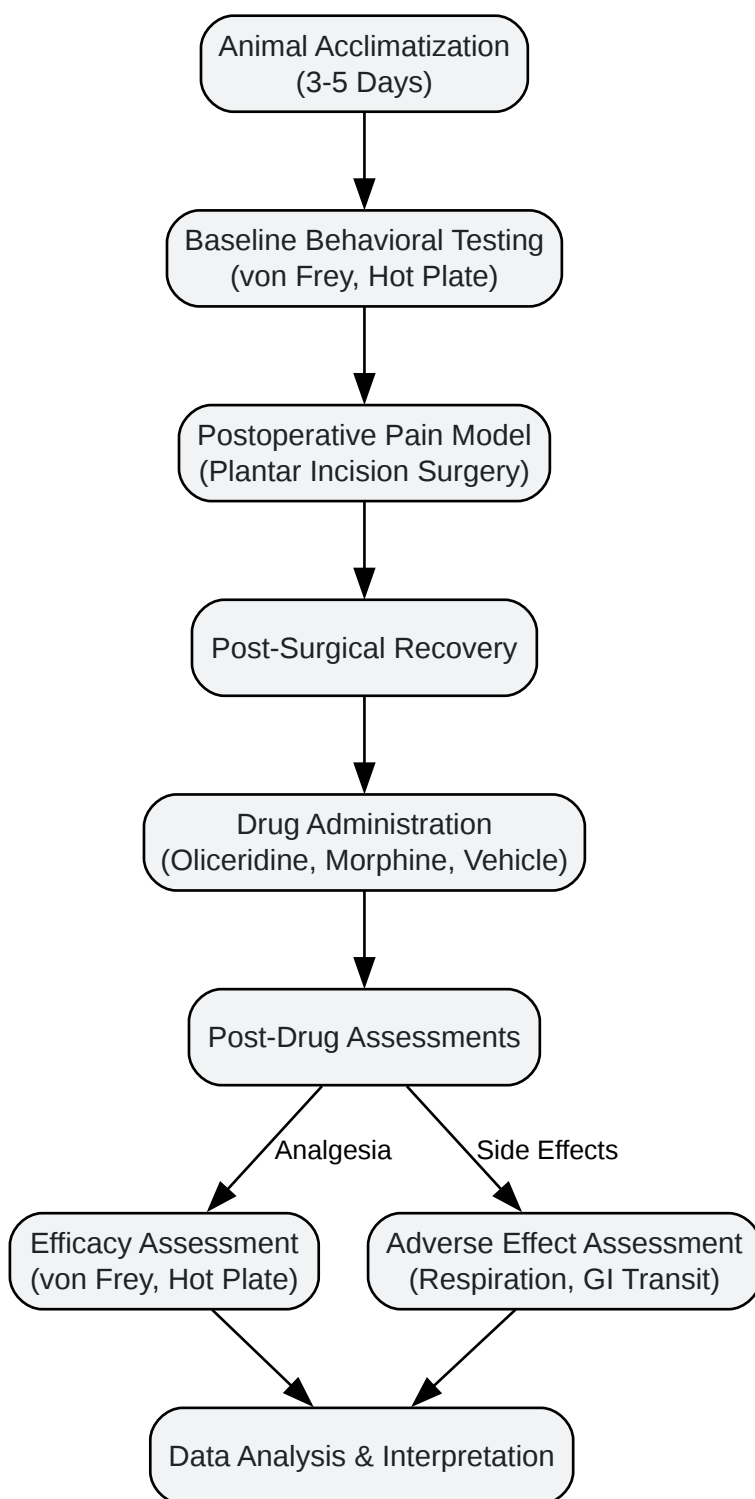 Animal Acclimatization
(3-5 Days)
Baseline Behavioral Testing
(von Frey, Hot Plate)
Postoperative Pain Model
(Plantar Incision Surgery)
Post-Surgical Recovery
Drug Administration
(Oliceridine, Morphine, Vehicle)
Post-Drug Assessments
Analgesia
Side Effects
Efficacy Assessment
(von Frey, Hot Plate)
Adverse Effect Assessment
(Respiration, GI Transit)
Data Analysis & Interpretation